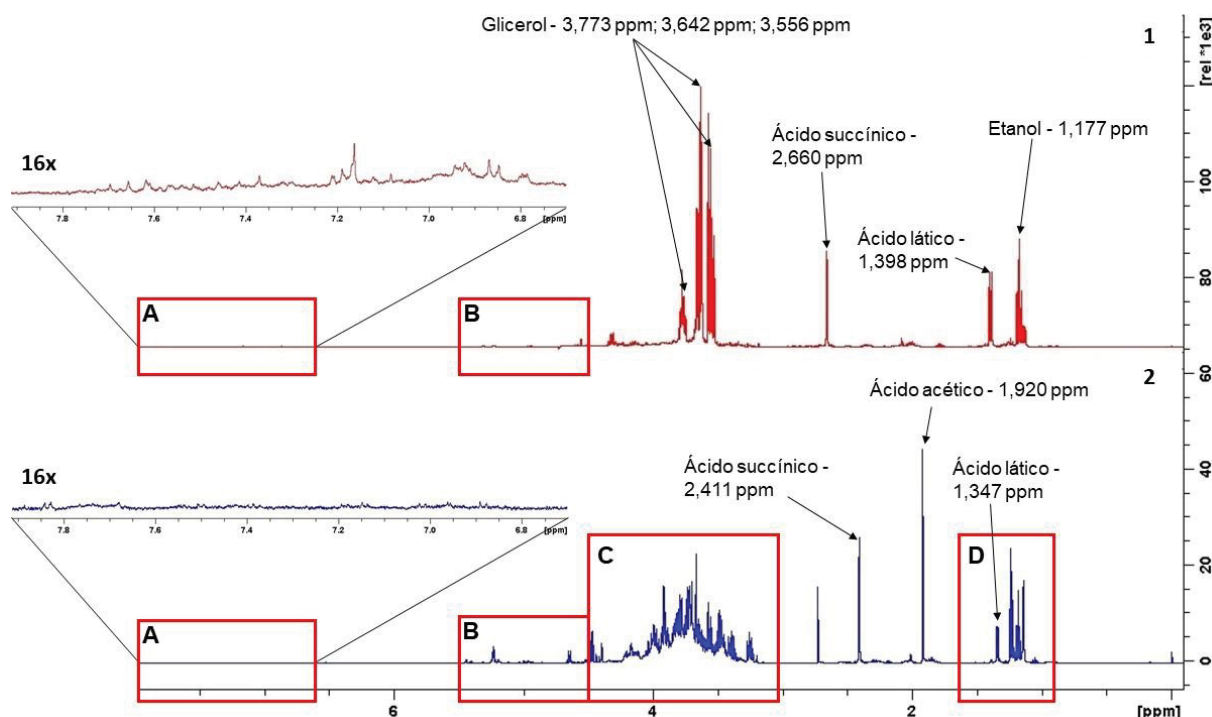 Glicerol - 3,773 ppm; 3,642 ppm; 3,556 ppm
1
[rel *1e3]
Ácido succínico -
2,660 ppm
Etanol - 1,177 ppm
Ácido lático -
1,398 ppm
16x
7.8 7.6 7.4 7.2 7.0 6.8 [ppm]
A
B
100
80
60
40
20
0
2
Ácido acético - 1,920 ppm
Ácido succínico -
2,411 ppm
Ácido lático -
1,347 ppm
16x
7.8 7.6 7.4 7.2 7.0 [ppm]
A
B
C
D
6 4 2 [ppm]